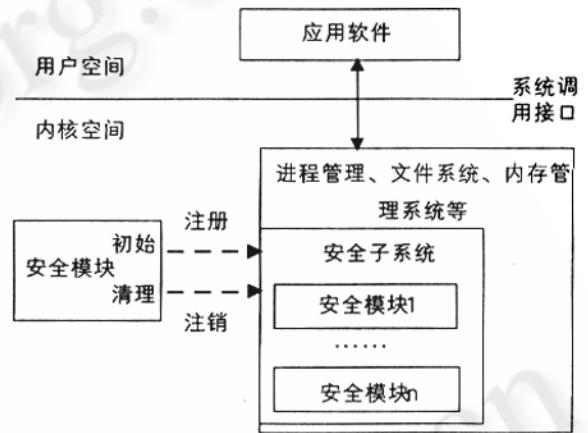 应用软件
用户空间
系统调
用接口
内核空间
进程管理、文件系统、内存管
理系统等
注册
初始
安全模块
清理
注销
安全子系统
安全模块1
……
安全模块n